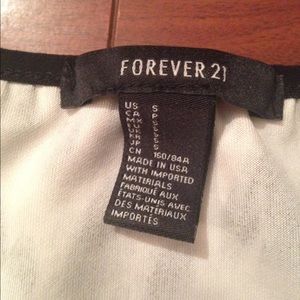 FOREVER 21
US S
CA P
MX
EU S
UK S
KR S
JP S
CN 160/84A
MADE IN USA
WITH IMPORTED
MATERIALS
FABRIQUÉ AUX
ÉTATS-UNIS AVEC
DES MATÉRIAUX
IMPORTÉS